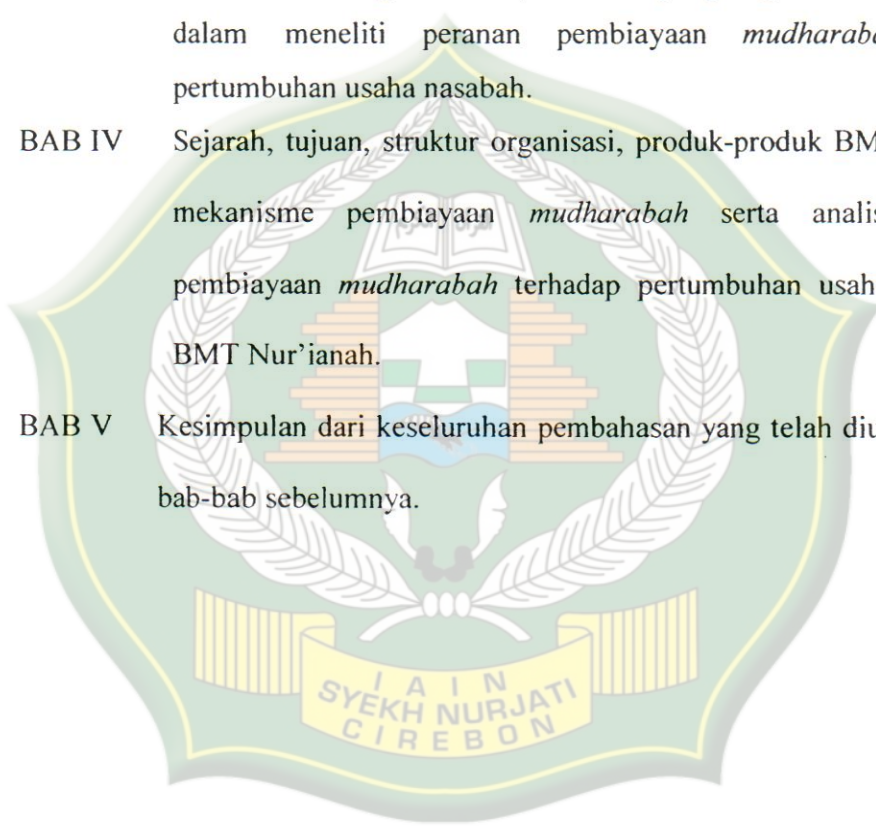 dalam meneliti peranan pembiayaan
pertumbuhan usaha nasabah.
BAB IV Sejarah, tujuan, struktur organisasi, produk-produk
mekanisme pembiayaan mudharabah serta
pembiayaan mudharabah terhadap pertumbuhan
BMT Nur'ianah.
BAB V Kesimpulan dari keseluruhan pembahasan yang telah
bab-bab sebelumnya.
IAIN
SYEKH NURJATI
CIREBON